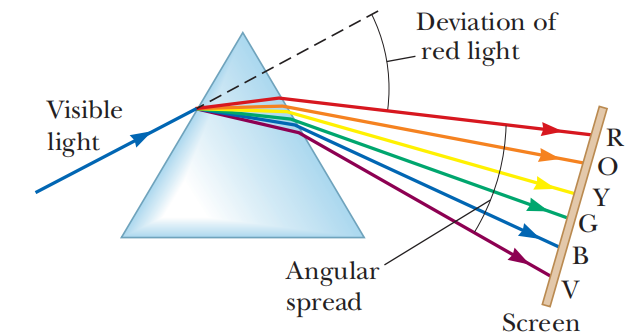 Deviation of
red light
Visible
light
R
O
Y
G
B
V
Angular
spread
Screen